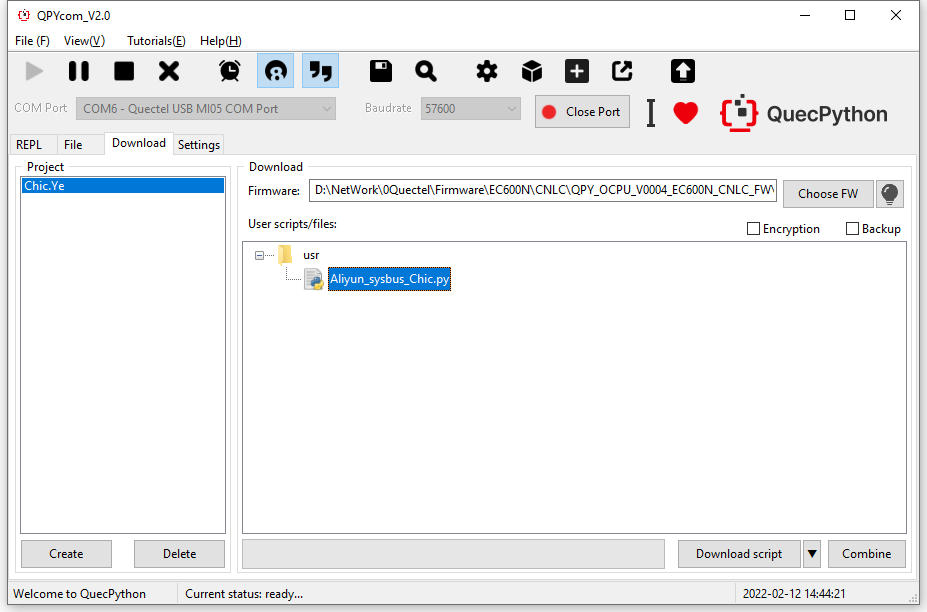 QPYcom_V2.0
File (F) View(V) Tutorials(E) Help(H)
COM Port COM6 - Quectel USB MI05 COM Port Baudrate 57600 Close Port QuecPython
REPL File Download Settings
Project Download
Chic.Ye
Firmware: D:\NetWork\0Quectel\Firmware\EC600N\CNLC\QPY_OCPU_V0004_EC600N_CNLC_FW\ Choose FW
User scripts/files: Encryption Backup
usr
Aliyun_sysbus_Chic.py
Create Delete Download script Combine
Welcome to QuecPython Current status: ready... 2022-02-12 14:44:21